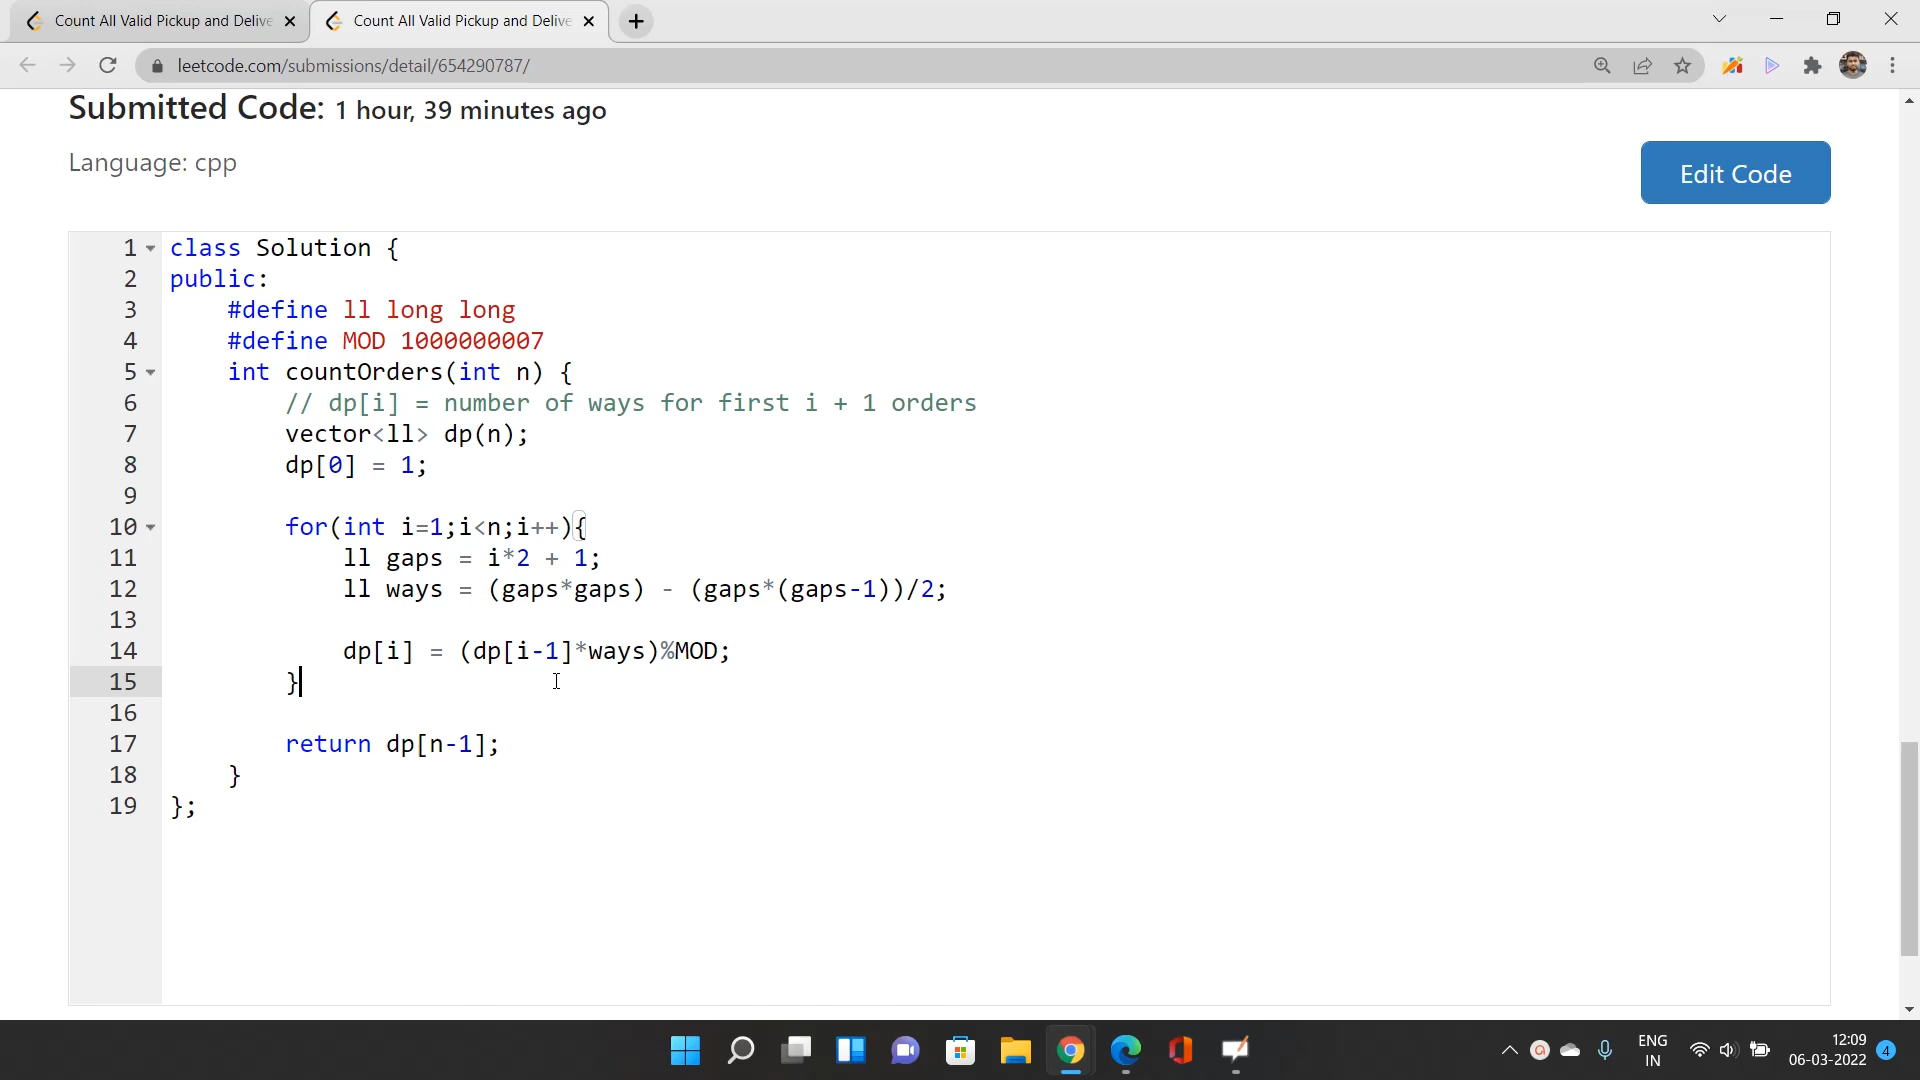 Count All Valid Pickup and Delive
Count All Valid Pickup and Delive
leetcode.com/submissions/detail/654290787/
Submitted Code: 1 hour, 39 minutes ago
Language: cpp
Edit Code
1 class Solution {
2 public:
3 #define ll long long
4 #define MOD 1000000007
5 int countOrders(int n) {
6 // dp[i] = number of ways for first i + 1 orders
7 vector<ll> dp(n);
8 dp[0] = 1;
9
10 for(int i=1;i<n;i++){
11 ll gaps = i*2 + 1;
12 ll ways = (gaps*gaps) - (gaps*(gaps-1))/2;
13
14 dp[i] = (dp[i-1]*ways)%MOD;
15 }
16
17 return dp[n-1];
18 }
19 };
ENG
IN
12:09
06-03-2022
4